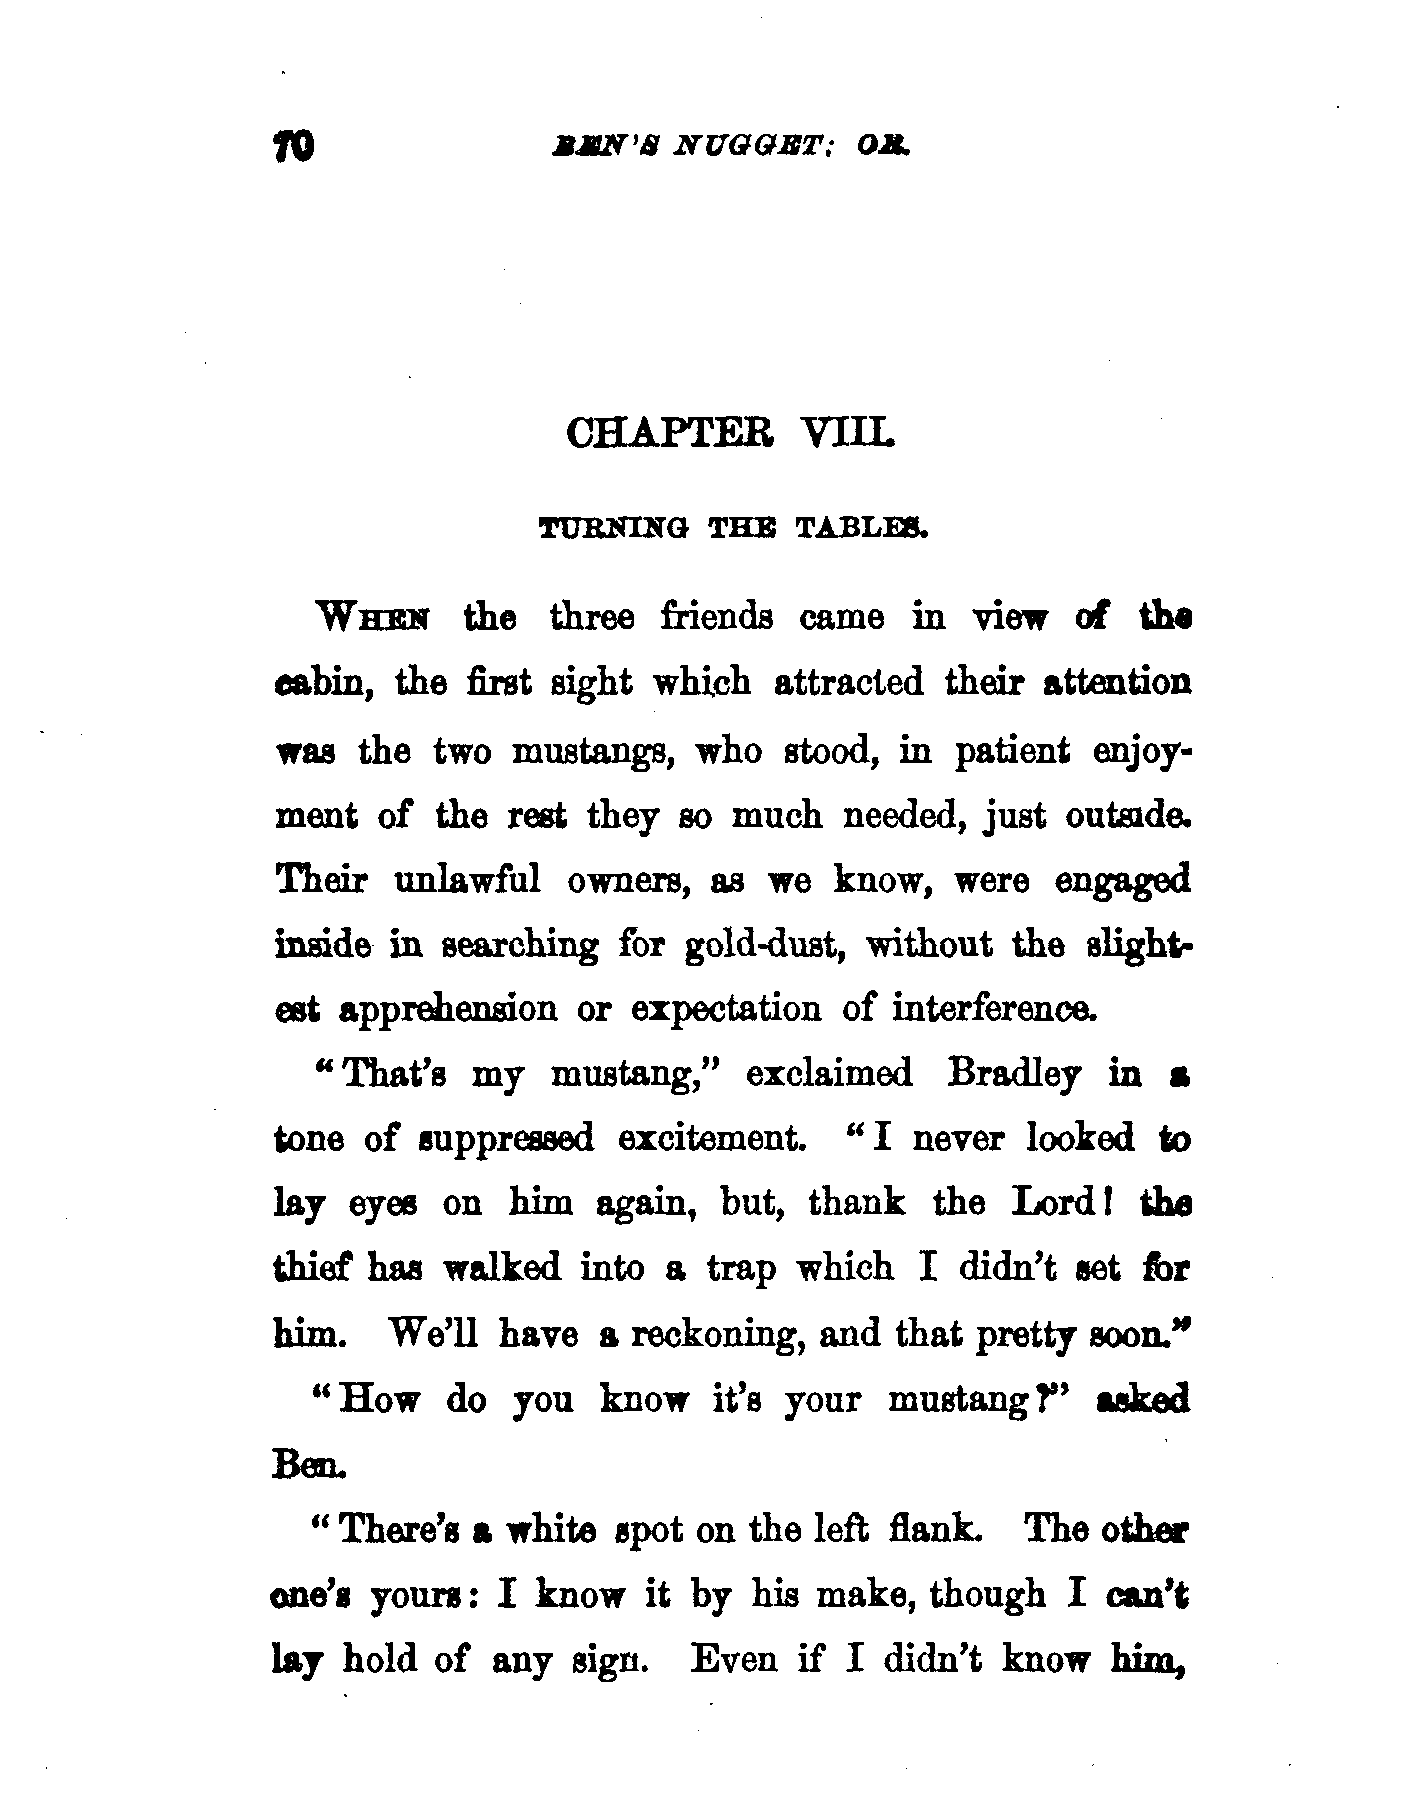 70 BEN'S NUGGET; OR,
CHAPTER VIII.
TURNING THE TABLES.
WHEN the three friends came in view of the
cabin, the first sight which attracted their attention
was the two mustangs, who stood, in patient enjoy-
ment of the rest they so much needed, just outside.
Their unlawful owners, as we know, were engaged
inside in searching for gold-dust, without the slight-
est apprehension or expectation of interference.
"That's my mustang," exclaimed Bradley in a
tone of suppressed excitement. "I never looked to
lay eyes on him again, but, thank the Lord! the
thief has walked into a trap which I didn't set for
him. We'll have a reckoning, and that pretty soon."
"How do you know it's your mustang?" asked
Ben.
"There's a white spot on the left flank. The other
one's yours: I know it by his make, though I can't
lay hold of any sign. Even if I didn't know him,